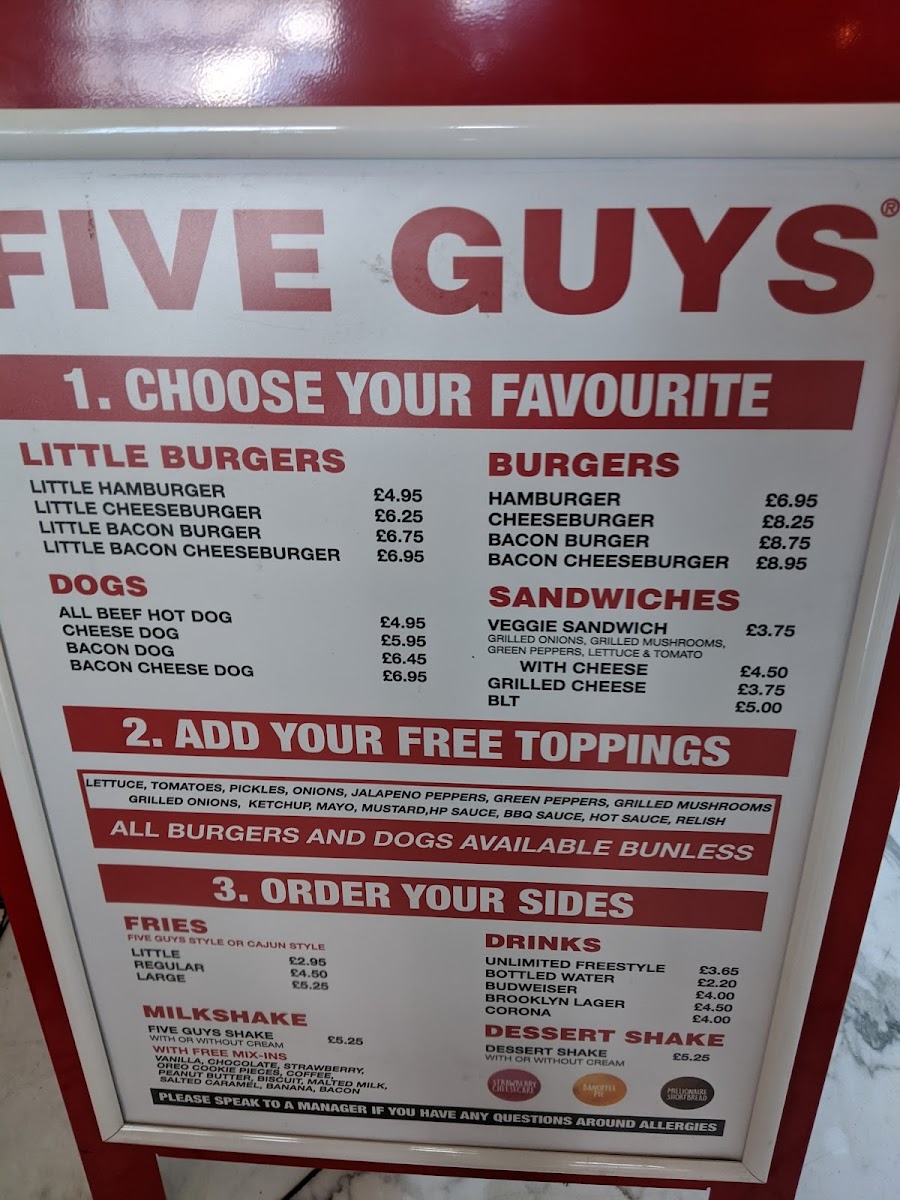 FIVE GUYS®
1. CHOOSE YOUR FAVOURITE
LITTLE BURGERS
LITTLE HAMBURGER £4.95
LITTLE CHEESEBURGER £6.25
LITTLE BACON BURGER £6.75
LITTLE BACON CHEESEBURGER £6.95
DOGS
ALL BEEF HOT DOG £4.95
CHEESE DOG £5.95
BACON DOG £6.45
BACON CHEESE DOG £6.95
BURGERS
HAMBURGER £6.95
CHEESEBURGER £8.25
BACON BURGER £8.75
BACON CHEESEBURGER £8.95
SANDWICHES
VEGGIE SANDWICH £3.75
GRILLED ONIONS, GRILLED MUSHROOMS,
GREEN PEPPERS, LETTUCE & TOMATO
WITH CHEESE £4.50
GRILLED CHEESE £3.75
BLT £5.00
2. ADD YOUR FREE TOPPINGS
LETTUCE, TOMATOES, PICKLES, ONIONS, JALAPENO PEPPERS, GREEN PEPPERS, GRILLED MUSHROOMS
GRILLED ONIONS, KETCHUP, MAYO, MUSTARD,HP SAUCE, BBQ SAUCE, HOT SAUCE, RELISH
ALL BURGERS AND DOGS AVAILABLE BUNLESS
3. ORDER YOUR SIDES
FRIES
FIVE GUYS STYLE OR CAJUN STYLE
LITTLE £2.95
REGULAR £4.50
LARGE £5.25
MILKSHAKE
FIVE GUYS SHAKE £5.25
WITH OR WITHOUT CREAM
WITH FREE MIX-INS
VANILLA, CHOCOLATE, STRAWBERRY,
OREO COOKIE PIECES, COFFEE,
PEANUT BUTTER, BISCUIT, MALTED MILK,
SALTED CARAMEL, BANANA, BACON
DRINKS
UNLIMITED FREESTYLE £3.65
BOTTLED WATER £2.20
BUDWEISER £4.00
BROOKLYN LAGER £4.50
CORONA £4.00
DESSERT SHAKE
DESSERT SHAKE £5.25
WITH OR WITHOUT CREAM
STRAWBERRY CHEESECAKE
BANOFFEE PIE
MILLIONAIRE SHORTBREAD
PLEASE SPEAK TO A MANAGER IF YOU HAVE ANY QUESTIONS AROUND ALLERGIES